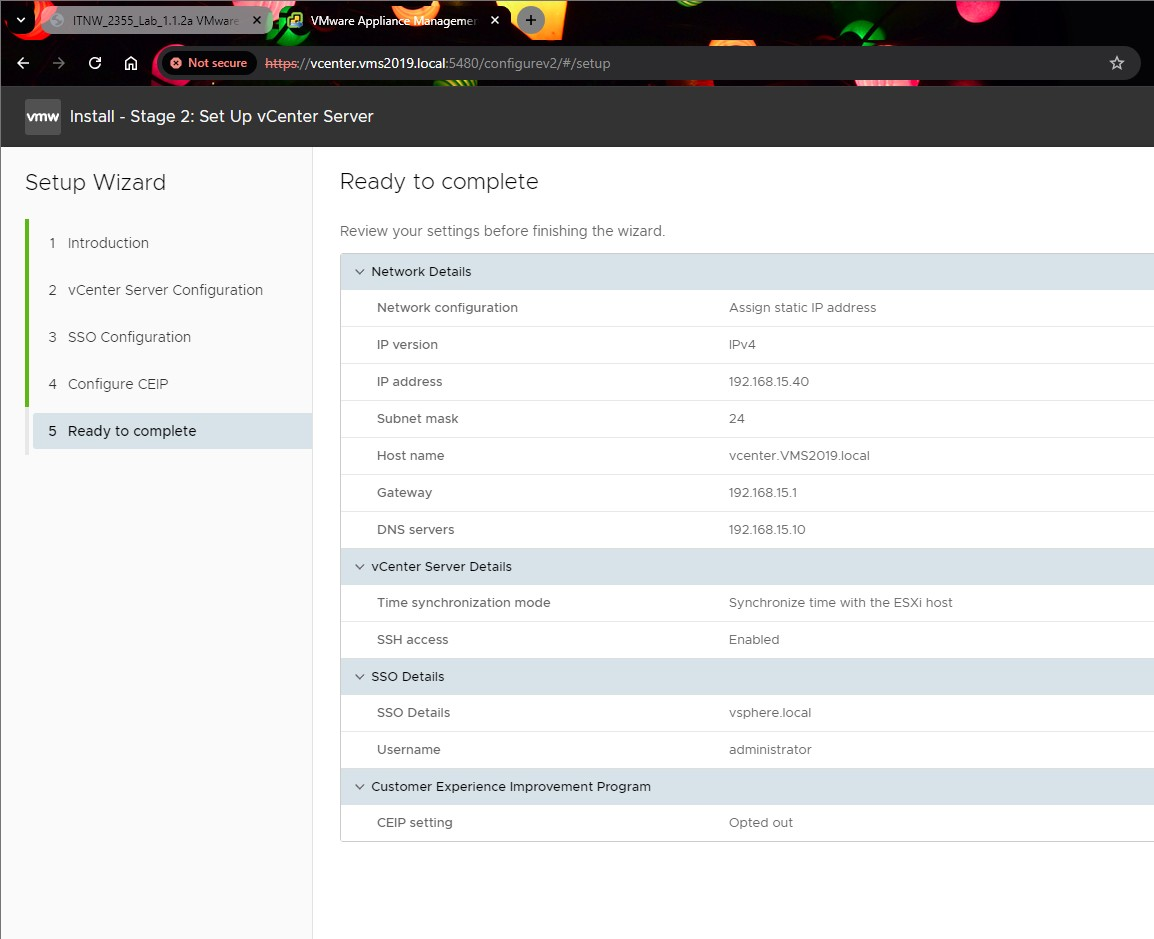 ITNW_2355_Lab_1.1.2a VMware
VMware Appliance Managemen
Not secure
https://vcenter.vms2019.local:5480/configurev2/#/setup
vmw
Install - Stage 2: Set Up vCenter Server
Setup Wizard
1 Introduction
2 vCenter Server Configuration
3 SSO Configuration
4 Configure CEIP
5 Ready to complete
Ready to complete
Review your settings before finishing the wizard.
Network Details
Network configuration Assign static IP address
IP version IPv4
IP address 192.168.15.40
Subnet mask 24
Host name vcenter.VMS2019.local
Gateway 192.168.15.1
DNS servers 192.168.15.10
vCenter Server Details
Time synchronization mode Synchronize time with the ESXi host
SSH access Enabled
SSO Details
SSO Details vsphere.local
Username administrator
Customer Experience Improvement Program
CEIP setting Opted out